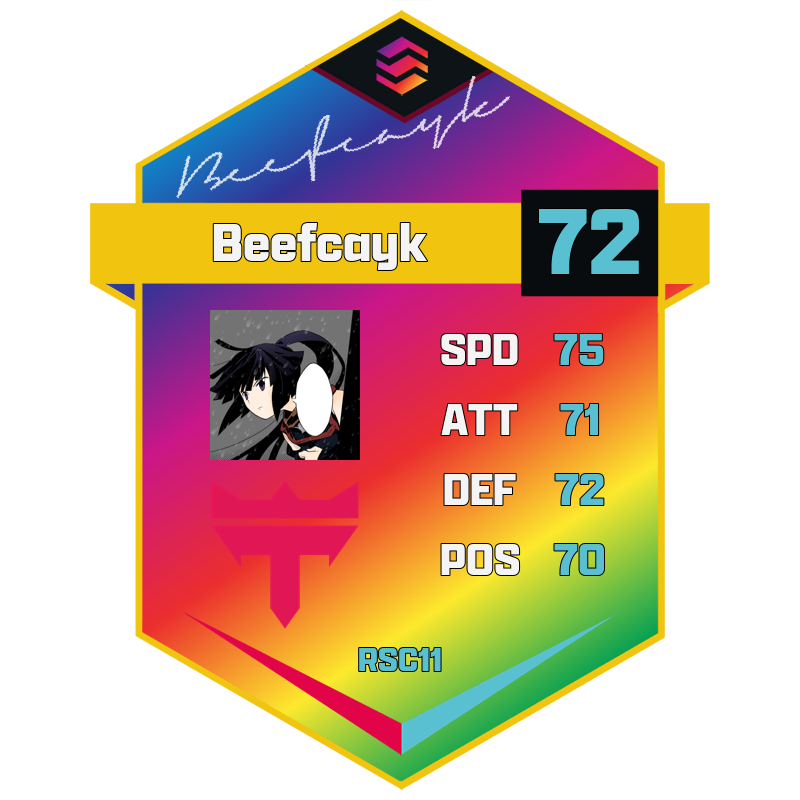 Beefcayk
Beefcayk 72
SPD 75
ATT 71
DEF 72
POS 70
RSC11